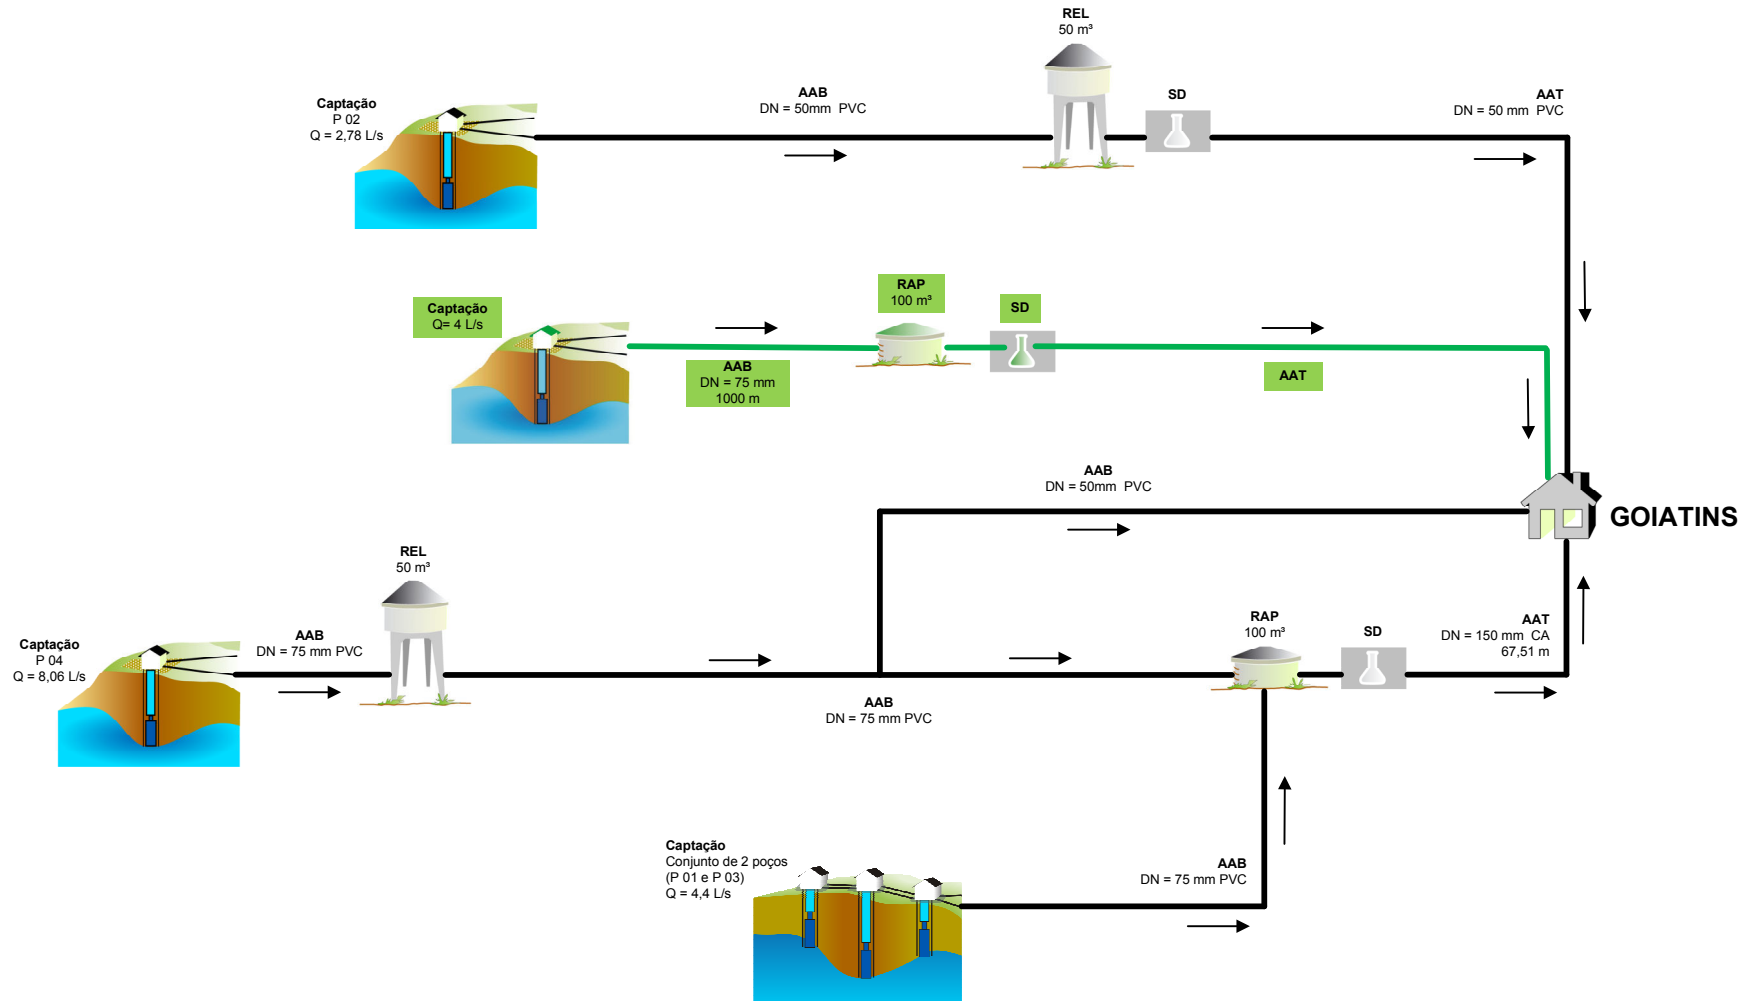 REL
50 m³
Captação
P 02
Q = 2,78 L/s
AAB
DN = 50mm  PVC
SD
AAT
DN = 50 mm  PVC
Captação
Q= 4 L/s
AAB
DN = 75 mm
1000 m
RAP
100 m³
SD
AAT
AAB
DN = 50mm  PVC
GOIATINS
REL
50 m³
Captação
P 04
Q = 8,06 L/s
AAB
DN = 75 mm PVC
AAB
DN = 75 mm PVC
RAP
100 m³
SD
AAT
DN = 150 mm  CA
67,51 m
Captação
Conjunto de 2 poços
(P 01 e P 03)
Q = 4,4 L/s
AAB
DN = 75 mm PVC